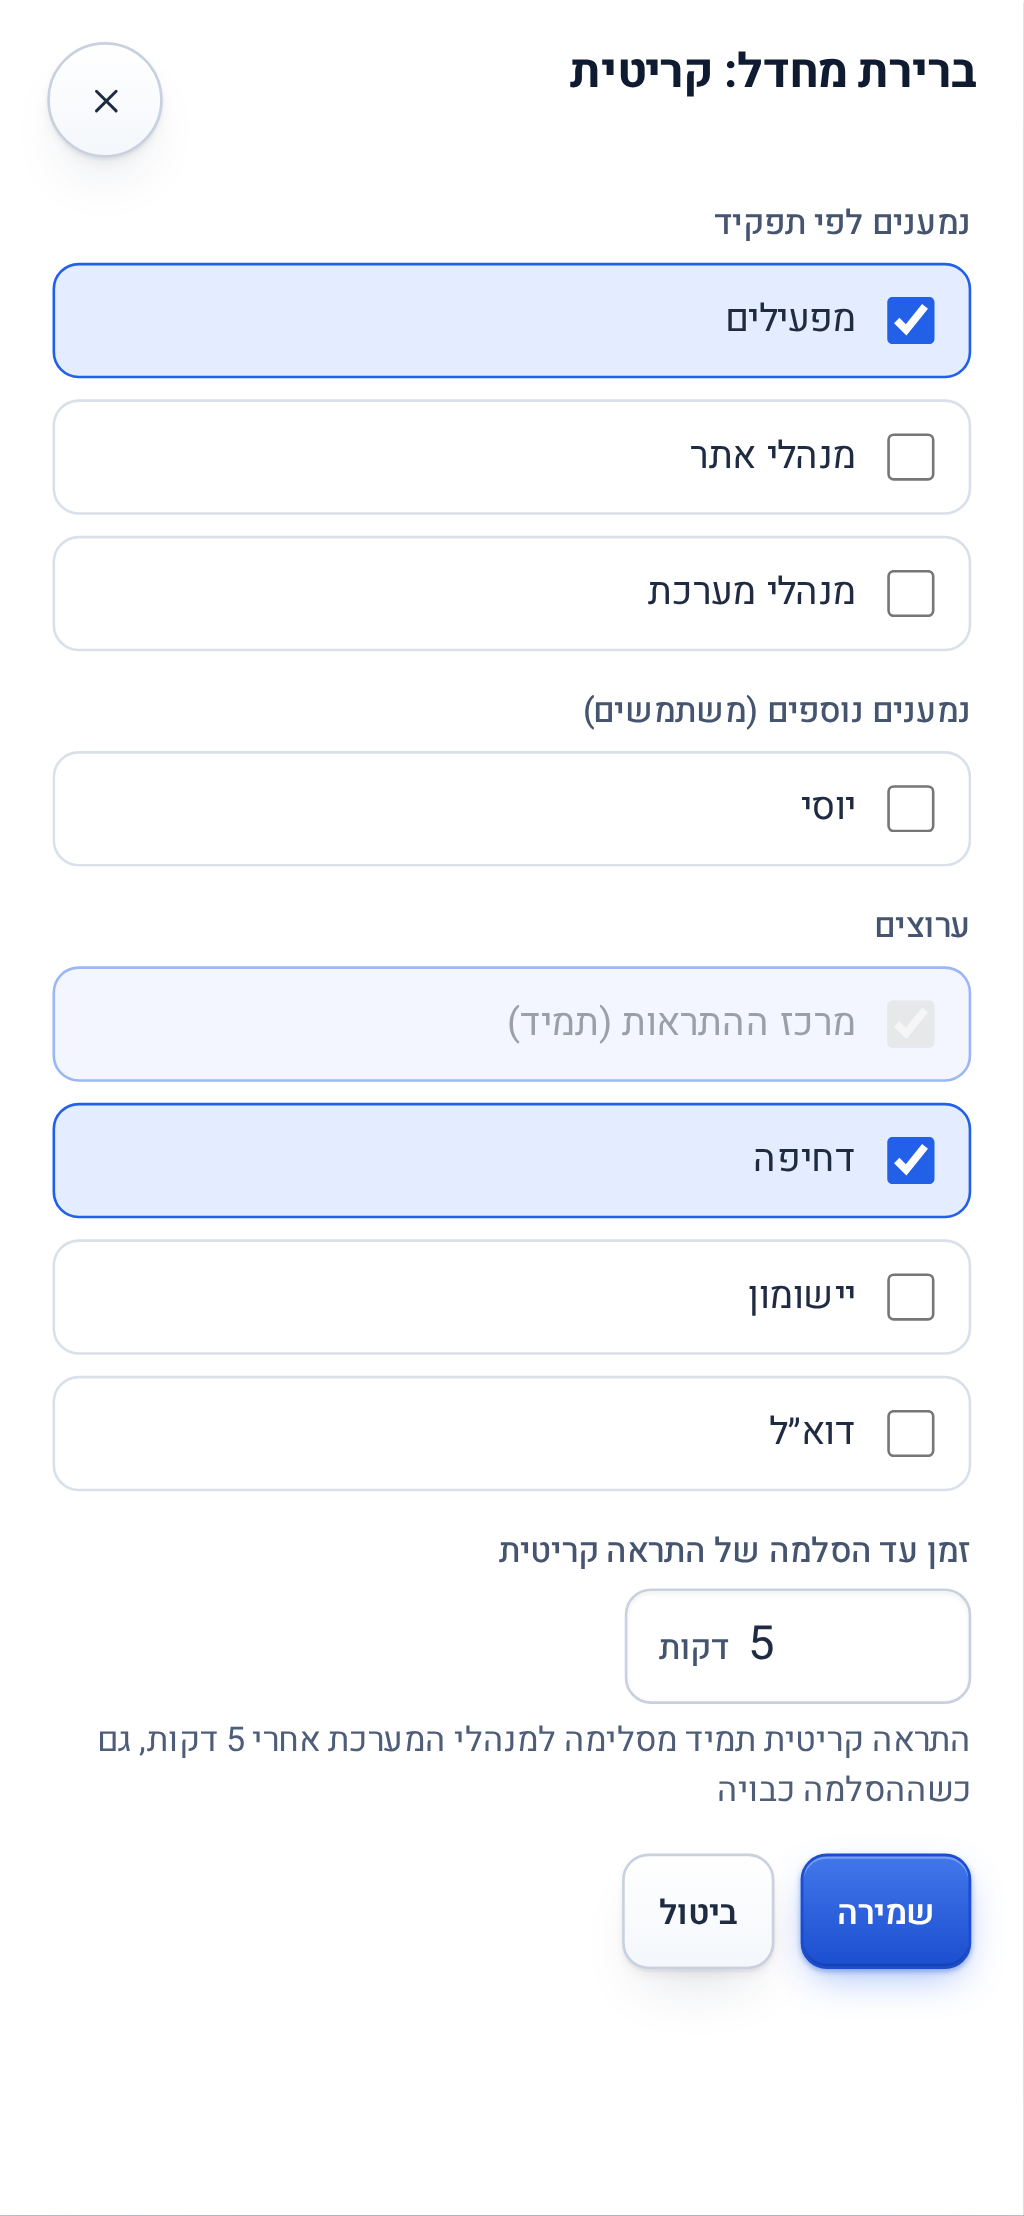 ברירת מחדל: קריטית
נמענים לפי תפקיד
מפעילים
מנהלי אתר
מנהלי מערכת
נמענים נוספים (משתמשים)
יוסי
ערוצים
מרכז ההתראות (תמיד)
דחיפה
יישומון
דוא״ל
זמן עד הסלמה של התראה קריטית
5 דקות
התראה קריטית תמיד מסלימה למנהלי המערכת אחרי 5 דקות, גם
כשההסלמה כבויה
שמירה
ביטול